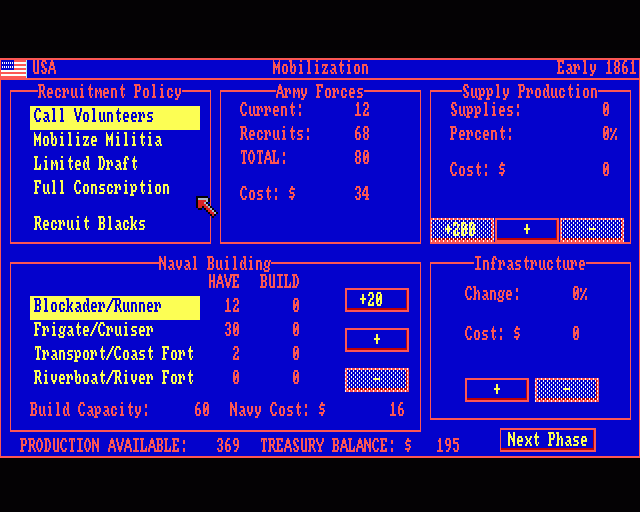 USA Mobilization Early 1861
Recruitment Policy
Call Volunteers
Mobilize Militia
Limited Draft
Full Conscription
Recruit Blacks
Army Forces
Current: 12
Recruits: 68
TOTAL: 80
Cost: $ 34
Supply Production
Supplies: 0
Percent: 0%
Cost: $ 0
+200 + -
Naval Building
HAVE BUILD
Blockader/Runner 12 0
Frigate/Cruiser 30 0
Transport/Coast Fort 2 0
Riverboat/River Fort 0 0
+20
+
-
Build Capacity: 60 Navy Cost: $ 16
Infrastructure
Change: 0%
Cost: $ 0
+ -
PRODUCTION AVAILABLE: 369 TREASURY BALANCE: $ 195
Next Phase